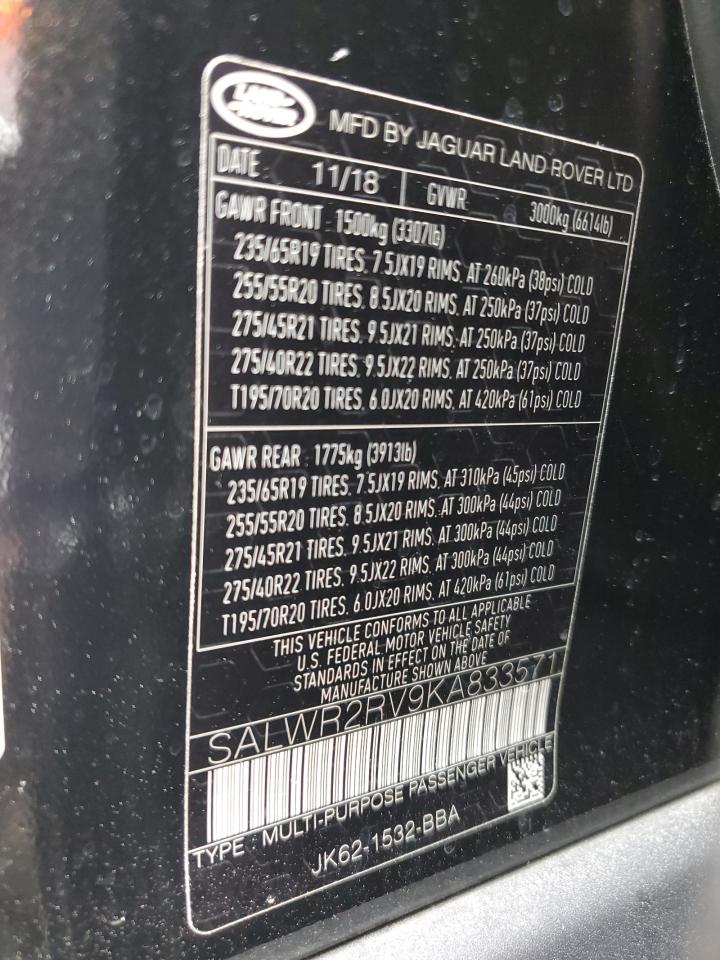 LAND ROVER
MFD BY JAGUAR LAND ROVER LTD
DATE: 11/18 GVWR: 3000kg (6614lb)
GAWR FRONT 1500kg (3307lb)
235/65R19 TIRES, 7.5JX19 RIMS, AT 260kPa (38psi) COLD
255/55R20 TIRES, 8.5JX20 RIMS, AT 250kPa (37psi) COLD
275/45R21 TIRES, 9.5JX21 RIMS, AT 250kPa (37psi) COLD
275/40R22 TIRES, 9.5JX22 RIMS, AT 250kPa (37psi) COLD
T195/70R20 TIRES, 6.0JX20 RIMS, AT 420kPa (61psi) COLD
GAWR REAR 1775kg (3913lb)
235/65R19 TIRES, 7.5JX19 RIMS, AT 310kPa (45psi) COLD
255/55R20 TIRES, 8.5JX20 RIMS, AT 300kPa (44psi) COLD
275/45R21 TIRES, 9.5JX21 RIMS, AT 300kPa (44psi) COLD
275/40R22 TIRES, 9.5JX22 RIMS, AT 300kPa (44psi) COLD
T195/70R20 TIRES, 6.0JX20 RIMS, AT 420kPa (61psi) COLD
THIS VEHICLE CONFORMS TO ALL APPLICABLE
U.S. FEDERAL MOTOR VEHICLE SAFETY
STANDARDS IN EFFECT ON THE DATE OF
MANUFACTURE SHOWN ABOVE
SALWR2RV9KA833571
TYPE: MULTI-PURPOSE PASSENGER VEHICLE
JK62-1532-BBA